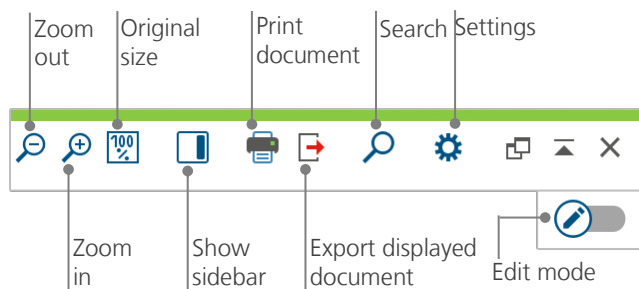 Zoom
out
Original
size
Print
document
Search
Settings
100
%
Zoom
in
Show
sidebar
Export displayed
document
Edit mode